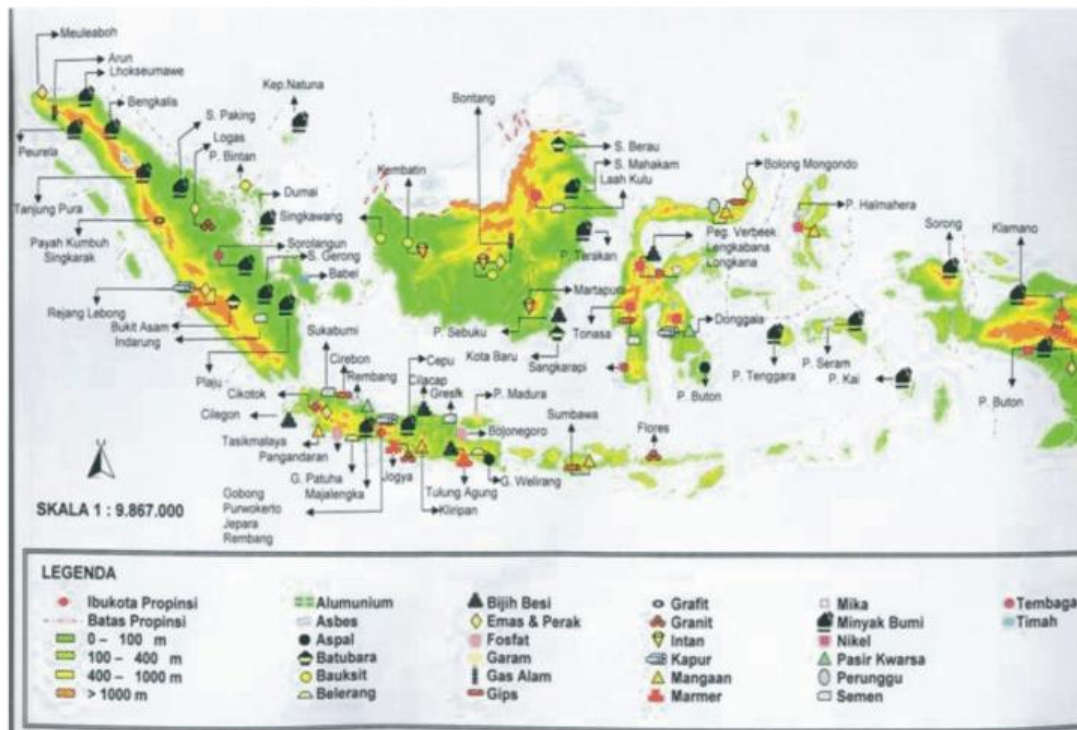 Meuleaboh
Arun
Lhokseumawe
Bengkalis
Kep.Natuna
S. Paking
Logas
P. Bintan
Peurela
Dumai
Tanjung Pura
Singkawang
Payah Kumbuh
Singkarak
Sorolangun
S. Gerong
Babel
Rejang Lebong
Bukit Asam
Indarung
Plaju
Kembatin
Bontang
S. Berau
S. Mahakam
Laah Kulu
P. Terakan
Martapura
P. Sebuku
Kota Baru
Bolong Mongondo
Peg. Verbeek
Lengkabana
Longkana
P. Halmahera
Tonasa
Donggala
Sangkarapi
P. Buton
Sorong
Klamano
P. Tenggara
P. Seram
P. Kai
P. Buton
Sukabumi
Cirebon
Rembang
Cepu
Cilacap
Gresik
P. Madura
Cikotok
Cilegon
Bojonegoro
Sumbawa
Flores
Tasikmalaya
Pangandaran
G. Patuha
Majalengka
Jogya
Tulung Agung
Kliripan
G. Welirang
Gobong
Purwokerto
Jepara
Rembang
SKALA 1 : 9.867.000
LEGENDA
Ibukota Propinsi
Batas Propinsi
0 – 100 m
100 – 400 m
400 – 1000 m
> 1000 m
Alumunium
Asbes
Aspal
Batubara
Bauksit
Belerang
Bijih Besi
Emas & Perak
Fosfat
Garam
Gas Alam
Gips
Grafit
Granit
Intan
Kapur
Mangaan
Marmer
Mika
Minyak Bumi
Nikel
Pasir Kwarsa
Perunggu
Semen
Tembaga
Timah